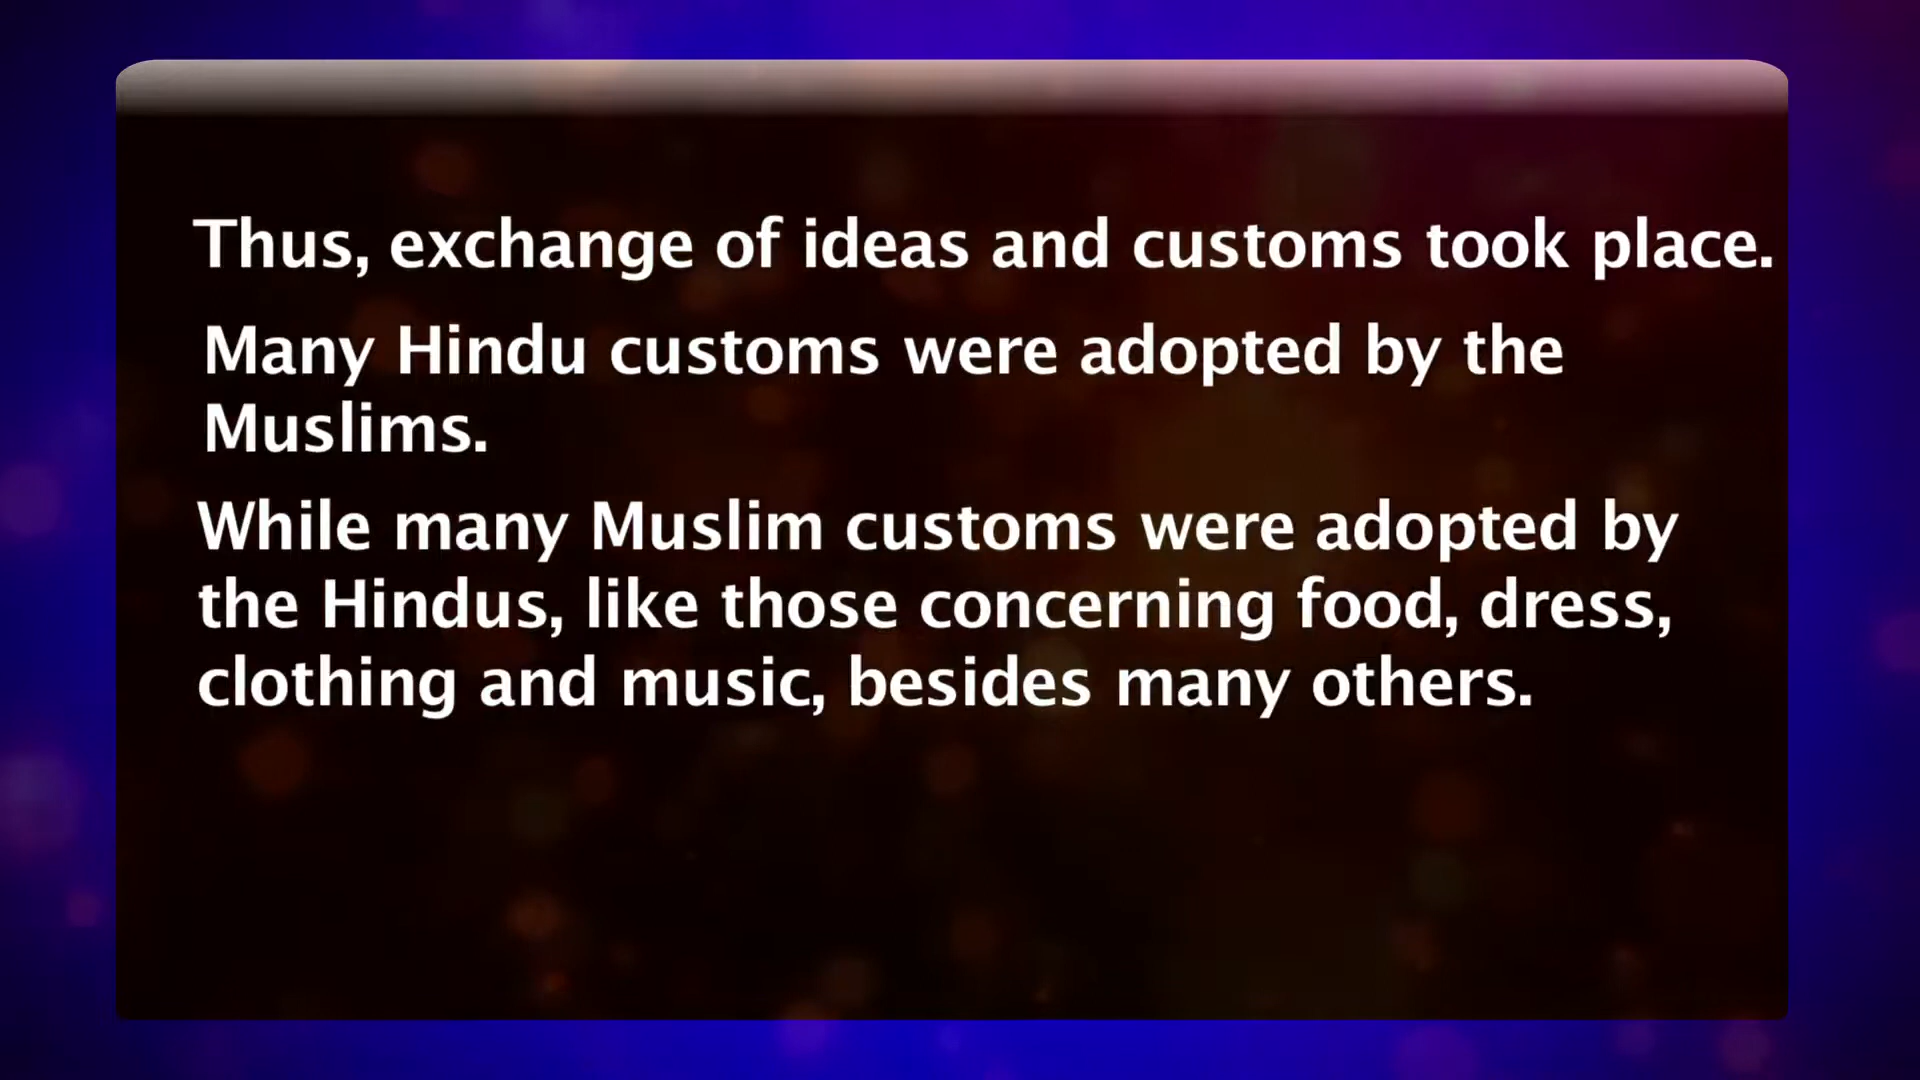 Thus, exchange of ideas and customs took place.
Many Hindu customs were adopted by the
Muslims.
While many Muslim customs were adopted by
the Hindus, like those concerning food, dress,
clothing and music, besides many others.